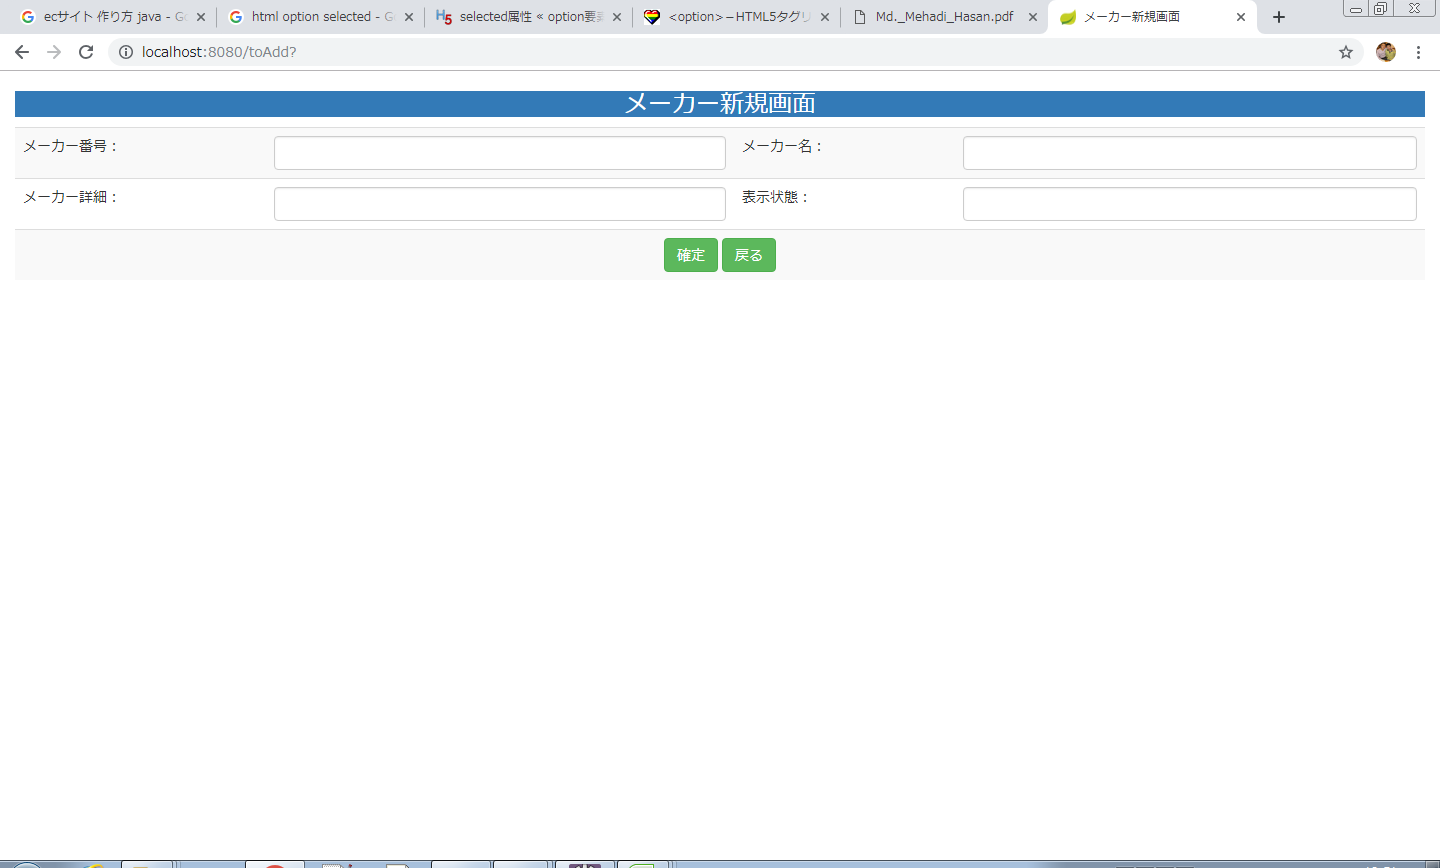 ecサイト 作り方 java - G
html option selected - G
selected属性 « option要
<option>－HTML5タグリ
Md._Mehadi_Hasan.pdf
メーカー新規画面
localhost:8080/toAdd?
メーカー新規画面
メーカー番号：
メーカー名：
メーカー詳細：
表示状態：
確定 戻る